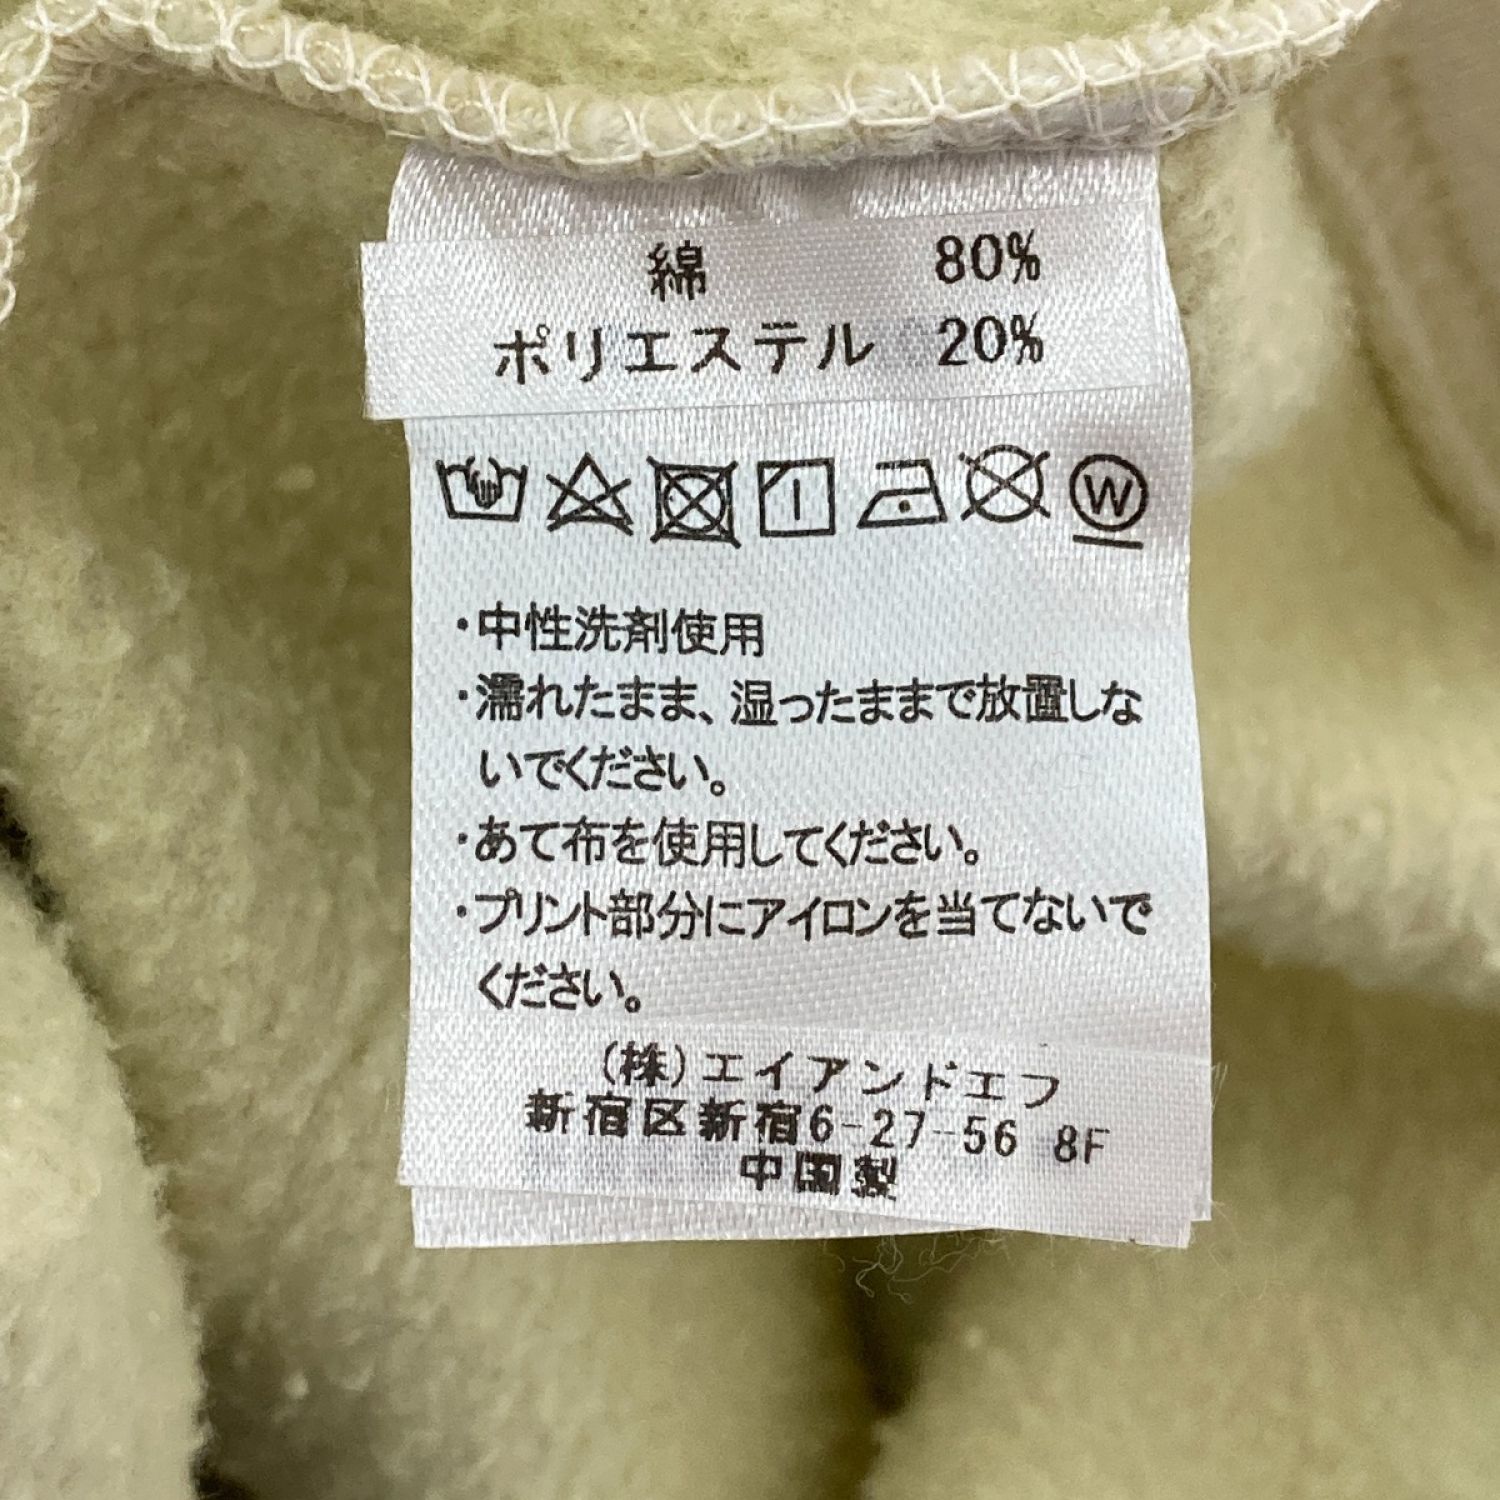 綿 80%
ポリエステル 20%
W
・中性洗剤使用
・濡れたまま、湿ったままで放置しな
いでください。
・あて布を使用してください。
・プリント部分にアイロンを当てないで
ください。
(株)エイアンドエフ
新宿区新宿6-27-56 8F
中国製